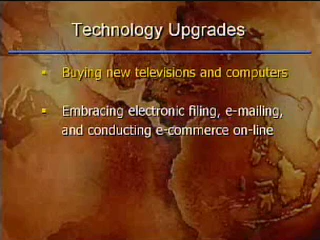 Technology Upgrades
▪ Buying new televisions and computers
▪ Embracing electronic filing, e-mailing,
and conducting e-commerce on-line